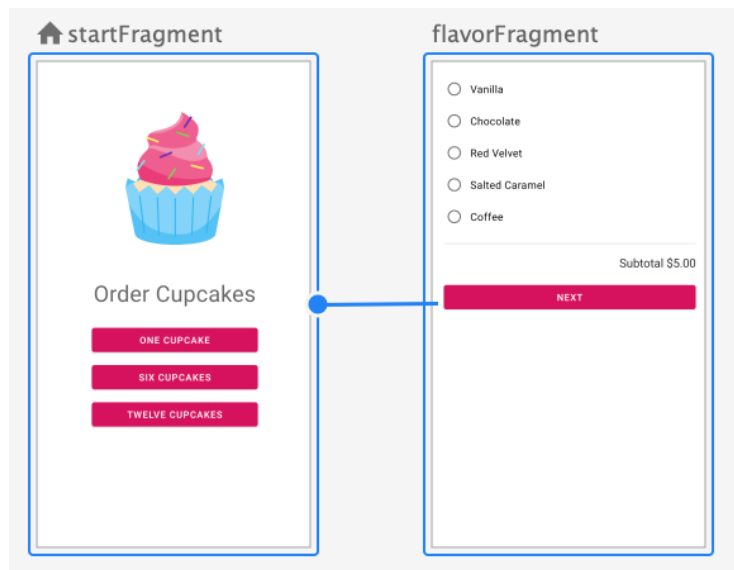 startFragment
Order Cupcakes
ONE CUPCAKE
SIX CUPCAKES
TWELVE CUPCAKES
flavorFragment
Vanilla
Chocolate
Red Velvet
Salted Caramel
Coffee
Subtotal $5.00
NEXT